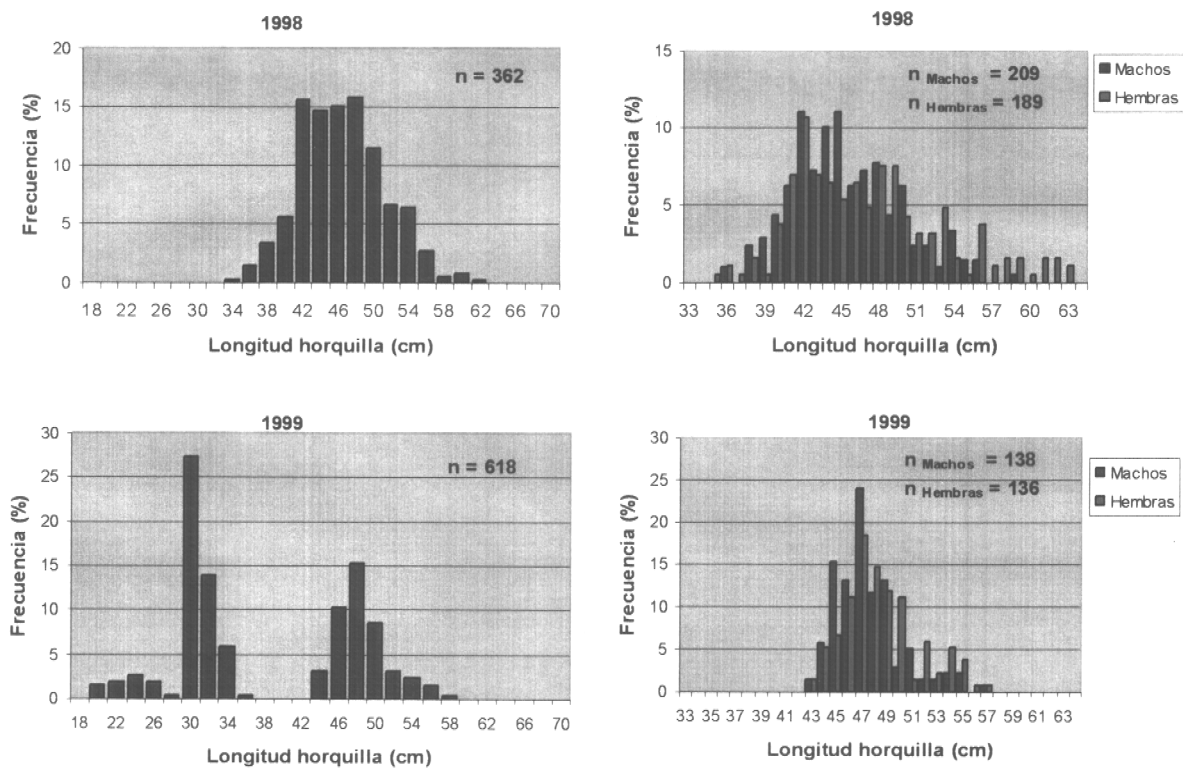 1998
n = 362
Frecuencia (%)
20
15
10
5
0
18 22 26 30 34 38 42 46 50 54 58 62 66 70
Longitud horquilla (cm)
1998
n Machos = 209
n Hembras = 189
Machos
Hembras
Frecuencia (%)
15
10
5
0
33 36 39 42 45 48 51 54 57 60 63
Longitud horquilla (cm)
1999
n = 618
Frecuencia (%)
30
25
20
15
10
5
0
18 22 26 30 34 38 42 46 50 54 58 62 66 70
Longitud horquilla (cm)
1999
n Machos = 138
n Hembras = 136
Machos
Hembras
Frecuencia (%)
30
25
20
15
10
5
0
33 35 37 39 41 43 45 47 49 51 53 55 57 59 61 63
Longitud horquilla (cm)